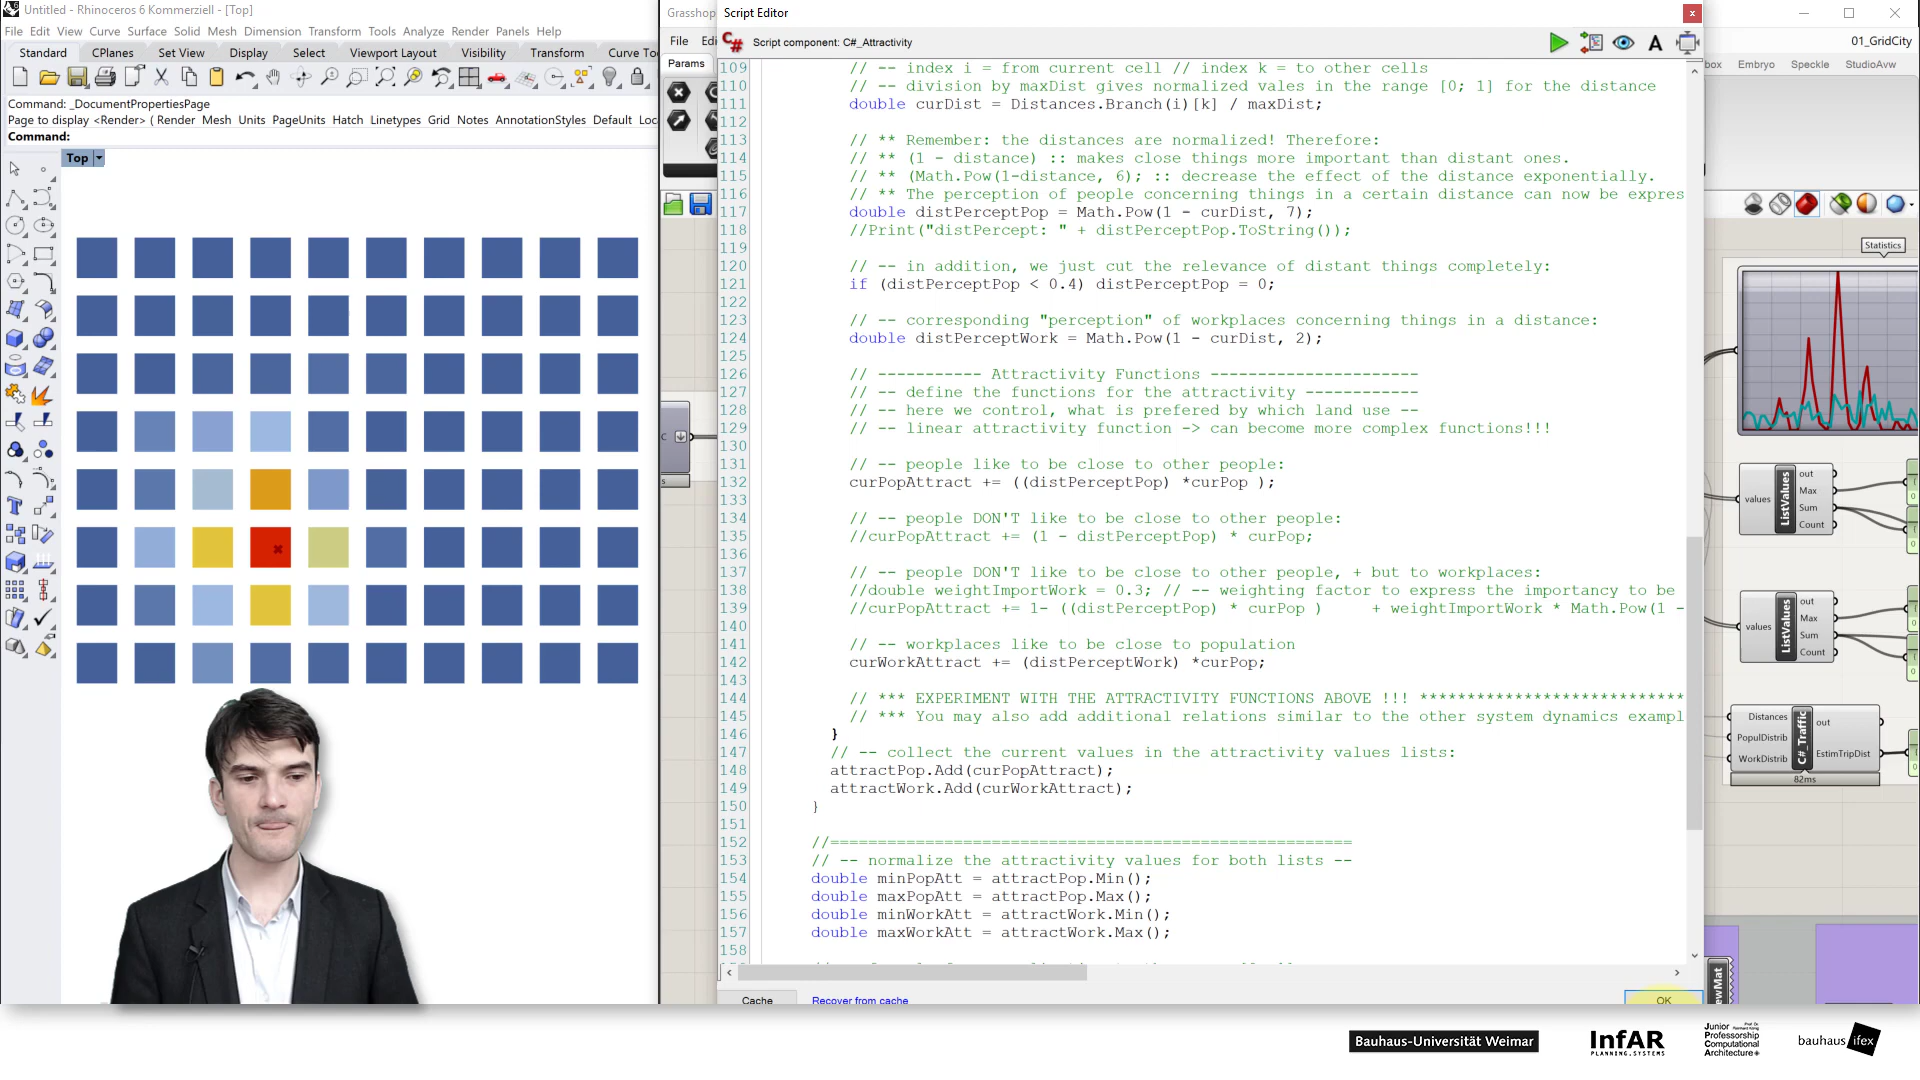 Untitled - Rhinoceros 6 Kommerziell - [Top]
File Edit View Curve Surface Solid Mesh Dimension Transform Tools Analyze Render Panels Help
Standard CPlanes Set View Display Select Viewport Layout Visibility Transform Curve To
Command: _DocumentPropertiesPage
Page to display <Render> ( Render Mesh Units PageUnits Hatch Linetypes Grid Notes AnnotationStyles Default Loc
Command:
Top
Grasshop
File Edi
Params
Script Editor
C# Script component: C#_Attractivity
109 // -- index i = from current cell // index k = to other cells
110 // -- division by maxDist gives normalized vales in the range [0; 1] for the distance
111 double curDist = Distances.Branch(i)[k] / maxDist;
112
113 // ** Remember: the distances are normalized! Therefore:
114 // ** (1 - distance) :: makes close things more important than distant ones.
115 // ** (Math.Pow(1-distance, 6); :: decrease the effect of the distance exponentially.
116 // ** The perception of people concerning things in a certain distance can now be expres
117 double distPerceptPop = Math.Pow(1 - curDist, 7);
118 //Print("distPercept: " + distPerceptPop.ToString());
119
120 // -- in addition, we just cut the relevance of distant things completely:
121 if (distPerceptPop < 0.4) distPerceptPop = 0;
122
123 // -- corresponding "perception" of workplaces concerning things in a distance:
124 double distPerceptWork = Math.Pow(1 - curDist, 2);
125
126 // ----------- Attractivity Functions ----------------------
127 // -- define the functions for the attractivity ------------
128 // -- here we control, what is prefered by which land use --
129 // -- linear attractivity function -> can become more complex functions!!!
130
131 // -- people like to be close to other people:
132 curPopAttract += ((distPerceptPop) *curPop );
133
134 // -- people DON'T like to be close to other people:
135 //curPopAttract += (1 - distPerceptPop) * curPop;
136
137 // -- people DON'T like to be close to other people, + but to workplaces:
138 //double weightImportWork = 0.3; // -- weighting factor to express the importancy to be
139 //curPopAttract += 1- ((distPerceptPop) * curPop ) + weightImportWork * Math.Pow(1 -
140
141 // -- workplaces like to be close to population
142 curWorkAttract += (distPerceptWork) *curPop;
143
144 // *** EXPERIMENT WITH THE ATTRACTIVITY FUNCTIONS ABOVE !!! ****************************
145 // *** You may also add additional relations similar to the other system dynamics exampl
146 }
147 // -- collect the current values in the attractivity values lists:
148 attractPop.Add(curPopAttract);
149 attractWork.Add(curWorkAttract);
150 }
151
152 //=======================================================
153 // -- normalize the attractivity values for both lists --
154 double minPopAtt = attractPop.Min();
155 double maxPopAtt = attractPop.Max();
156 double minWorkAtt = attractWork.Min();
157 double maxWorkAtt = attractWork.Max();
158
Cache Recover from cache OK
01_GridCity
box Embryo Speckle StudioAvw
Statistics
values ListValues out Max Sum Count
values ListValues out Max Sum Count
Distances PopulDistrib WorkDistrib C#_Traffic out EstimTripDist
82ms
ewMat
Bauhaus-Universität Weimar
InfAR
PLANNING.SYSTEMS
Junior
Professorship
Computational
Architecture
bauhaus ifex